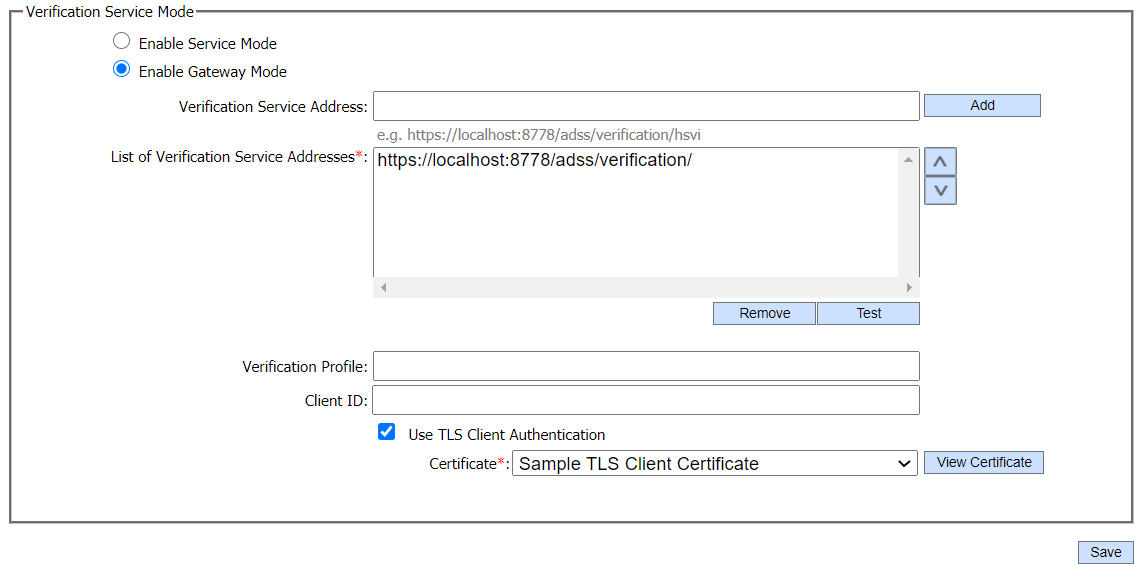 Verification Service Mode
Enable Service Mode
Enable Gateway Mode
Verification Service Address: Add
e.g. https://localhost:8778/adss/verification/hsvi
List of Verification Service Addresses*: https://localhost:8778/adss/verification/
Remove Test
Verification Profile:
Client ID:
Use TLS Client Authentication
Certificate*: Sample TLS Client Certificate View Certificate
Save